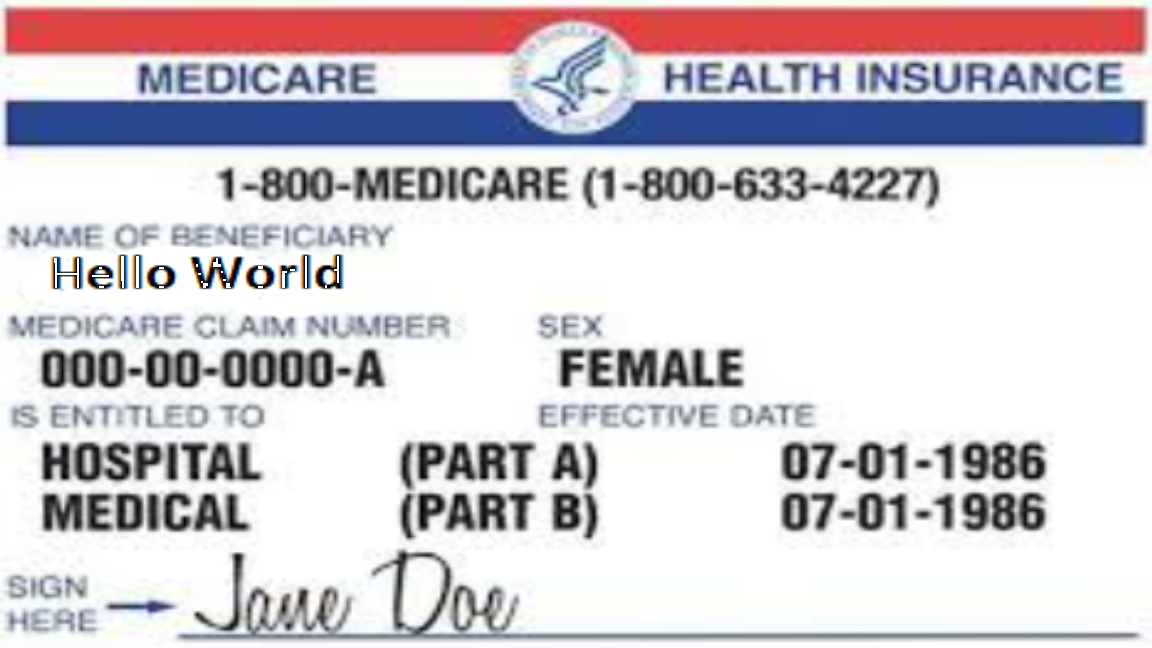 MEDICARE HEALTH INSURANCE
1-800-MEDICARE (1-800-633-4227)
NAME OF BENEFICIARY
Hello World
MEDICARE CLAIM NUMBER SEX
000-00-0000-A FEMALE
IS ENTITLED TO EFFECTIVE DATE
HOSPITAL (PART A) 07-01-1986
MEDICAL (PART B) 07-01-1986
SIGN
HERE
Jane Doe